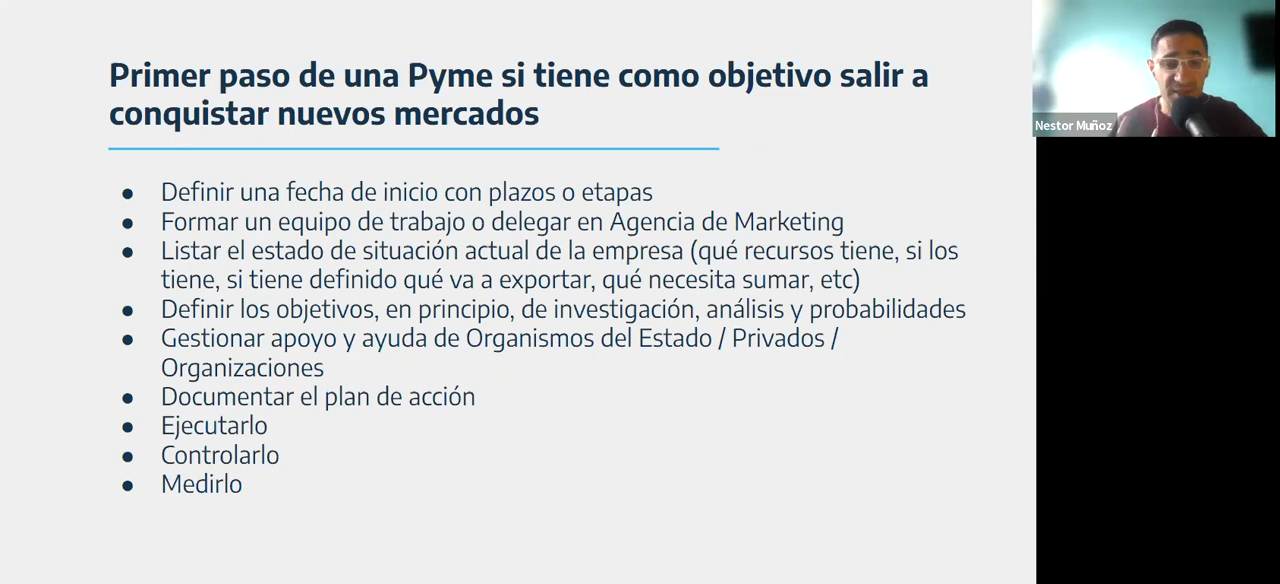 Primer paso de una Pyme si tiene como objetivo salir a
conquistar nuevos mercados
● Definir una fecha de inicio con plazos o etapas
● Formar un equipo de trabajo o delegar en Agencia de Marketing
● Listar el estado de situación actual de la empresa (qué recursos tiene, si los
tiene, si tiene definido qué va a exportar, qué necesita sumar, etc)
● Definir los objetivos, en principio, de investigación, análisis y probabilidades
● Gestionar apoyo y ayuda de Organismos del Estado / Privados /
Organizaciones
● Documentar el plan de acción
● Ejecutarlo
● Controlarlo
● Medirlo
Nestor Muñoz